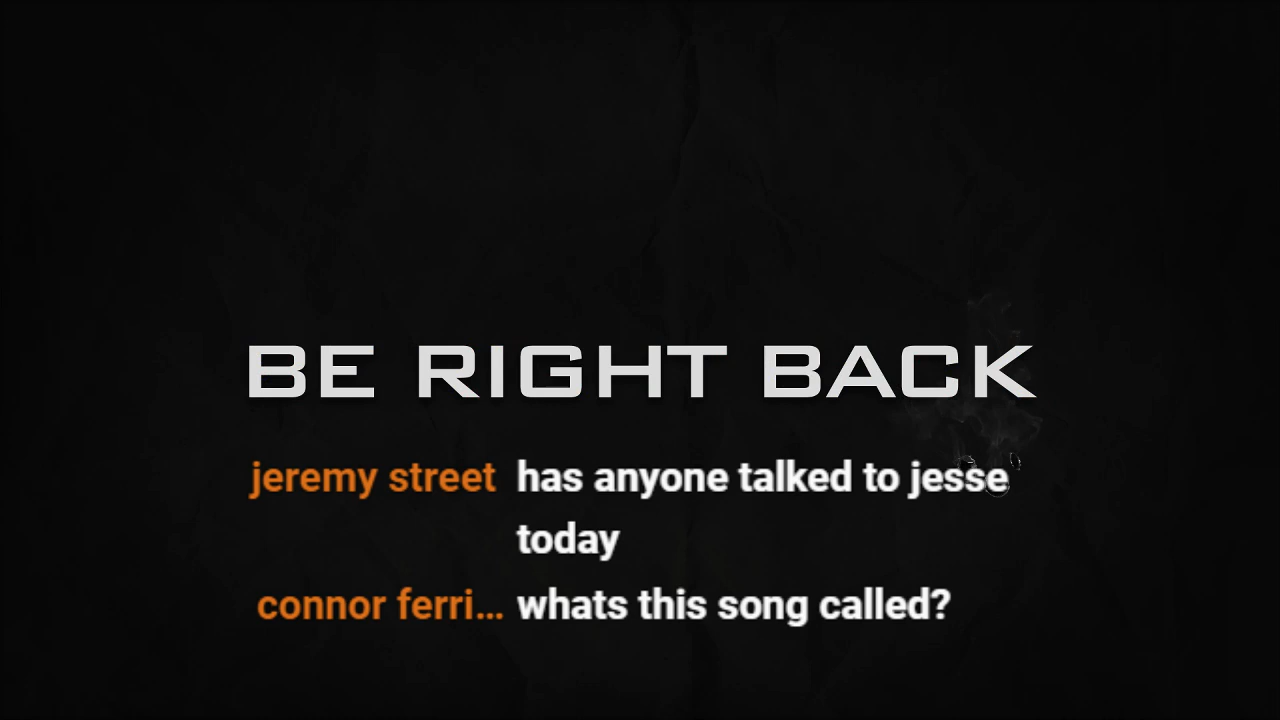 BE RIGHT BACK
jeremy street has anyone talked to jesse
today
connor ferri... whats this song called?